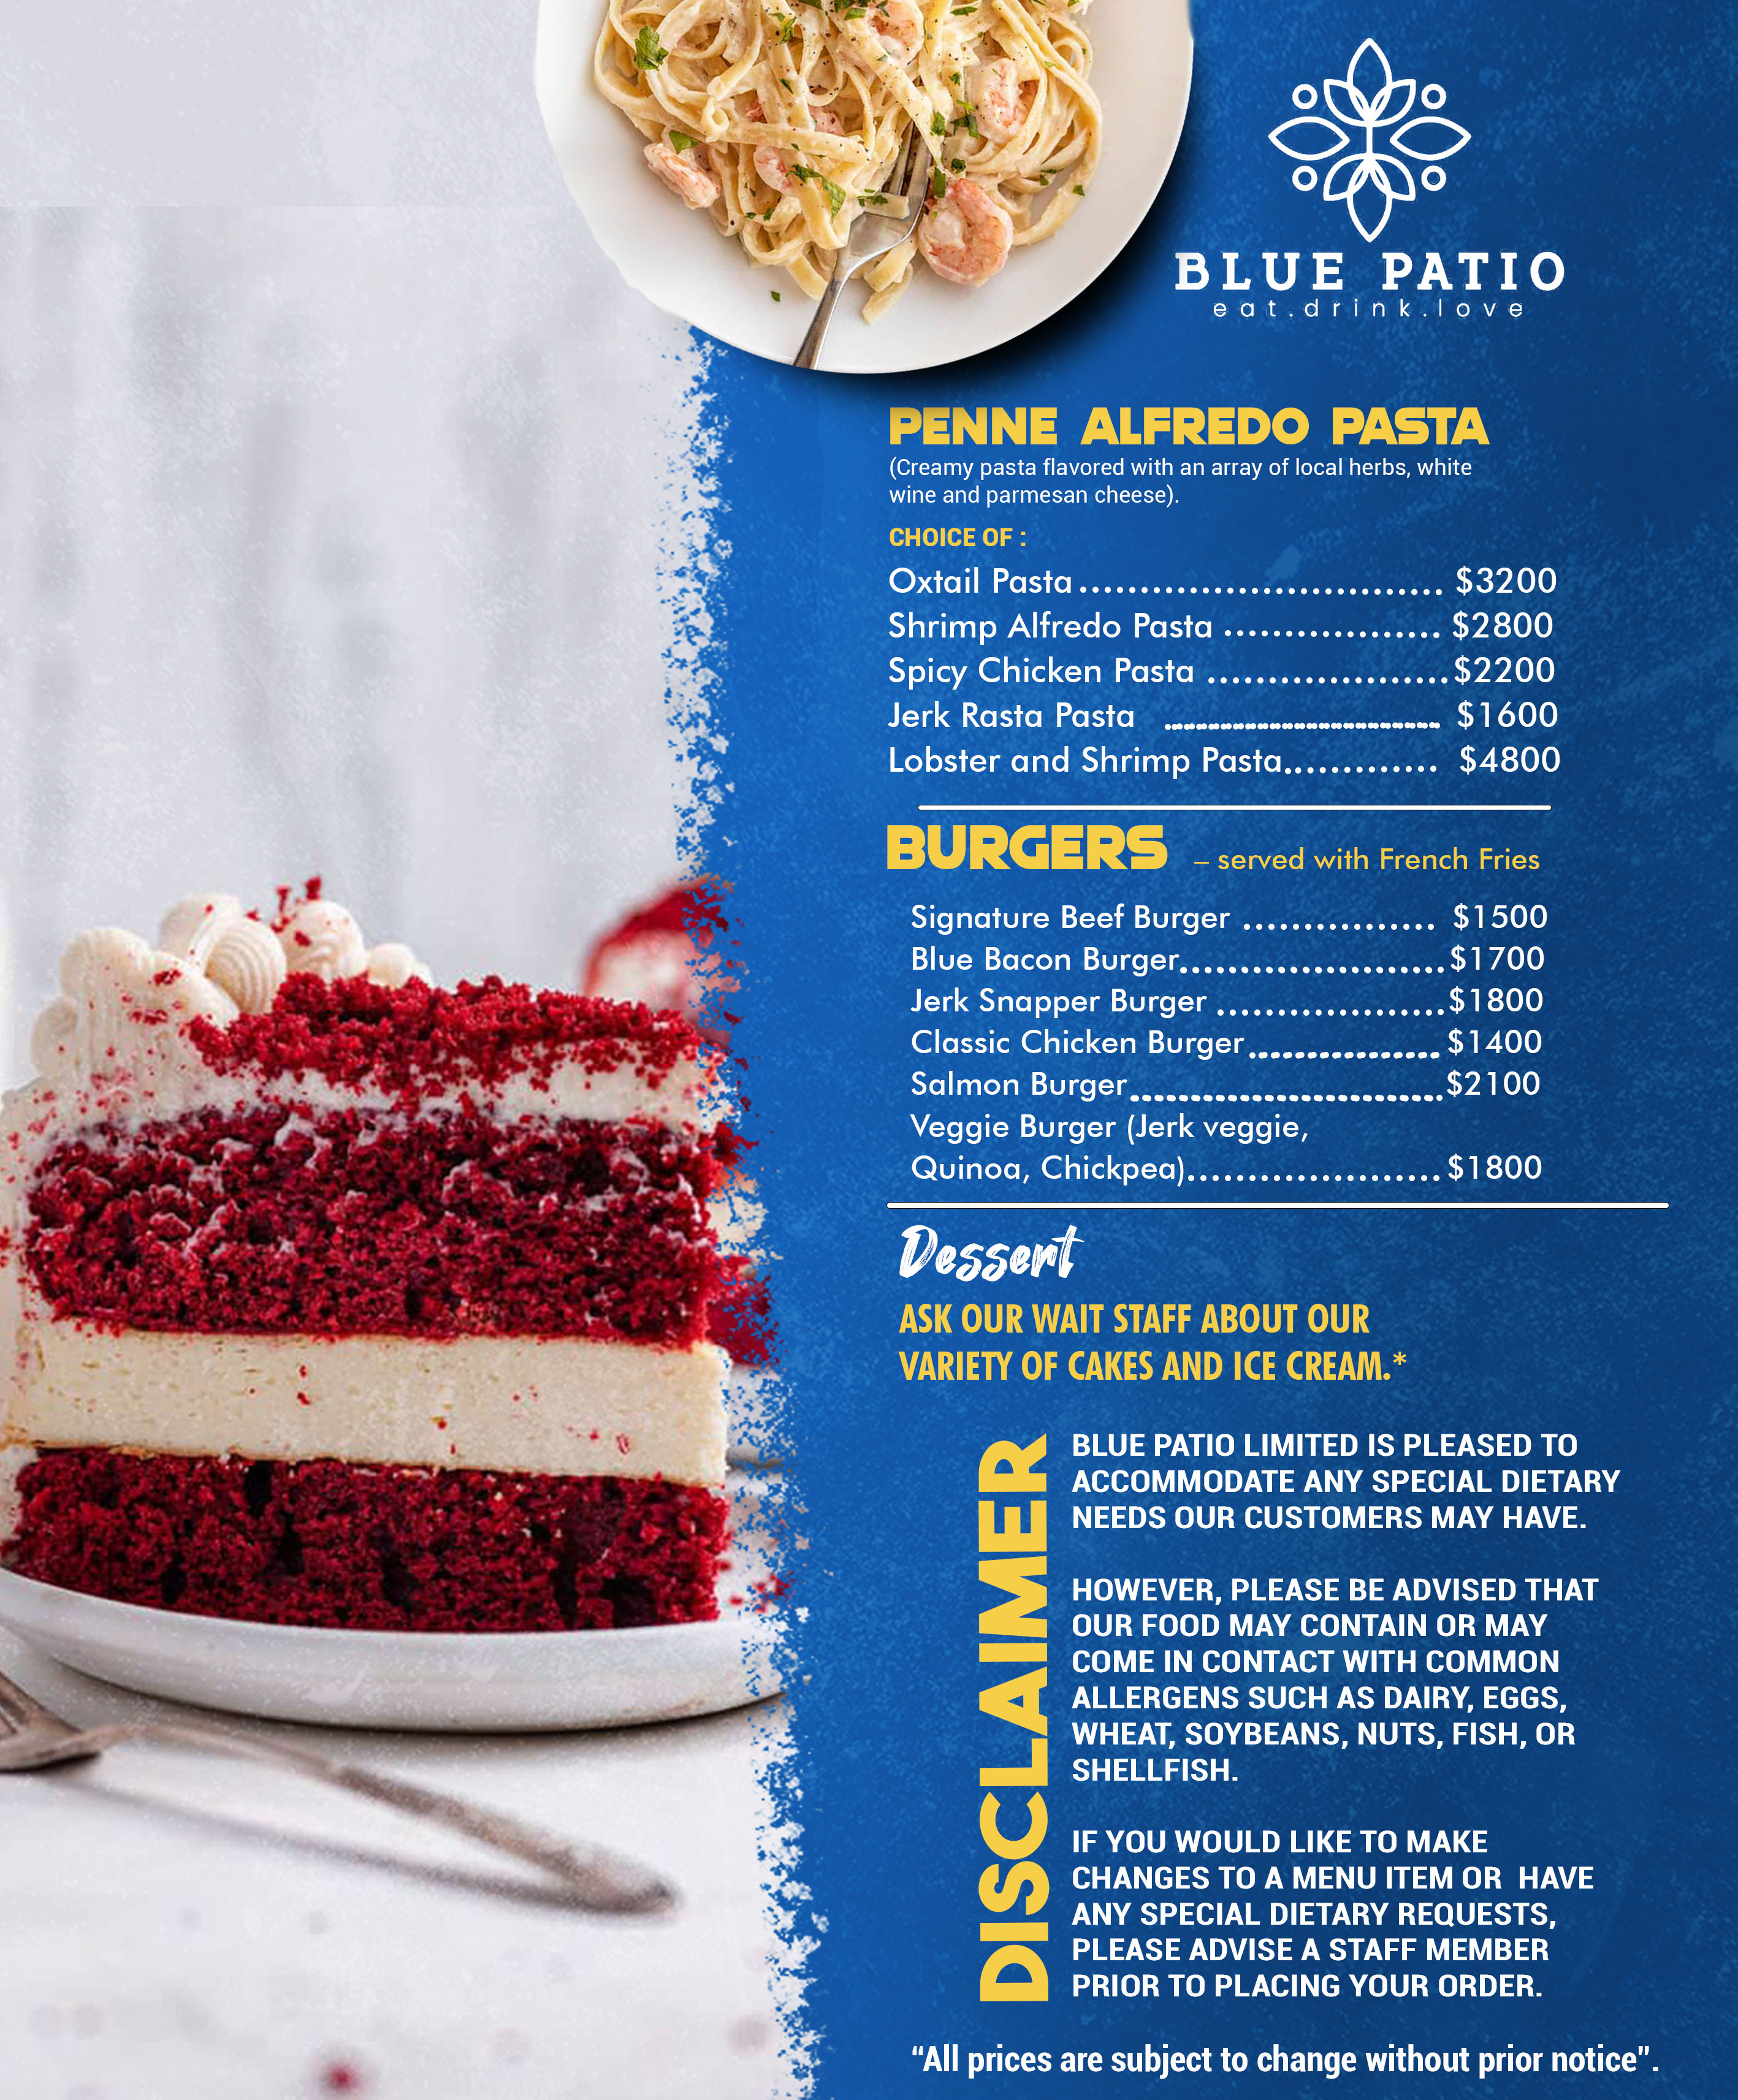 BLUE PATIO
eat.drink.love
PENNE ALFREDO PASTA
(Creamy pasta flavored with an array of local herbs, white
wine and parmesan cheese).
CHOICE OF :
Oxtail Pasta.............................. $3200
Shrimp Alfredo Pasta .................. $2800
Spicy Chicken Pasta ....................$2200
Jerk Rasta Pasta .............................. $1600
Lobster and Shrimp Pasta............. $4800
BURGERS – served with French Fries
Signature Beef Burger ................ $1500
Blue Bacon Burger......................$1700
Jerk Snapper Burger ...................$1800
Classic Chicken Burger.................$1400
Salmon Burger............................$2100
Veggie Burger (Jerk veggie,
Quinoa, Chickpea).....................$1800
Dessert
ASK OUR WAIT STAFF ABOUT OUR
VARIETY OF CAKES AND ICE CREAM.*
DISCLAIMER
BLUE PATIO LIMITED IS PLEASED TO
ACCOMMODATE ANY SPECIAL DIETARY
NEEDS OUR CUSTOMERS MAY HAVE.
HOWEVER, PLEASE BE ADVISED THAT
OUR FOOD MAY CONTAIN OR MAY
COME IN CONTACT WITH COMMON
ALLERGENS SUCH AS DAIRY, EGGS,
WHEAT, SOYBEANS, NUTS, FISH, OR
SHELLFISH.
IF YOU WOULD LIKE TO MAKE
CHANGES TO A MENU ITEM OR  HAVE
ANY SPECIAL DIETARY REQUESTS,
PLEASE ADVISE A STAFF MEMBER
PRIOR TO PLACING YOUR ORDER.
“All prices are subject to change without prior notice”.